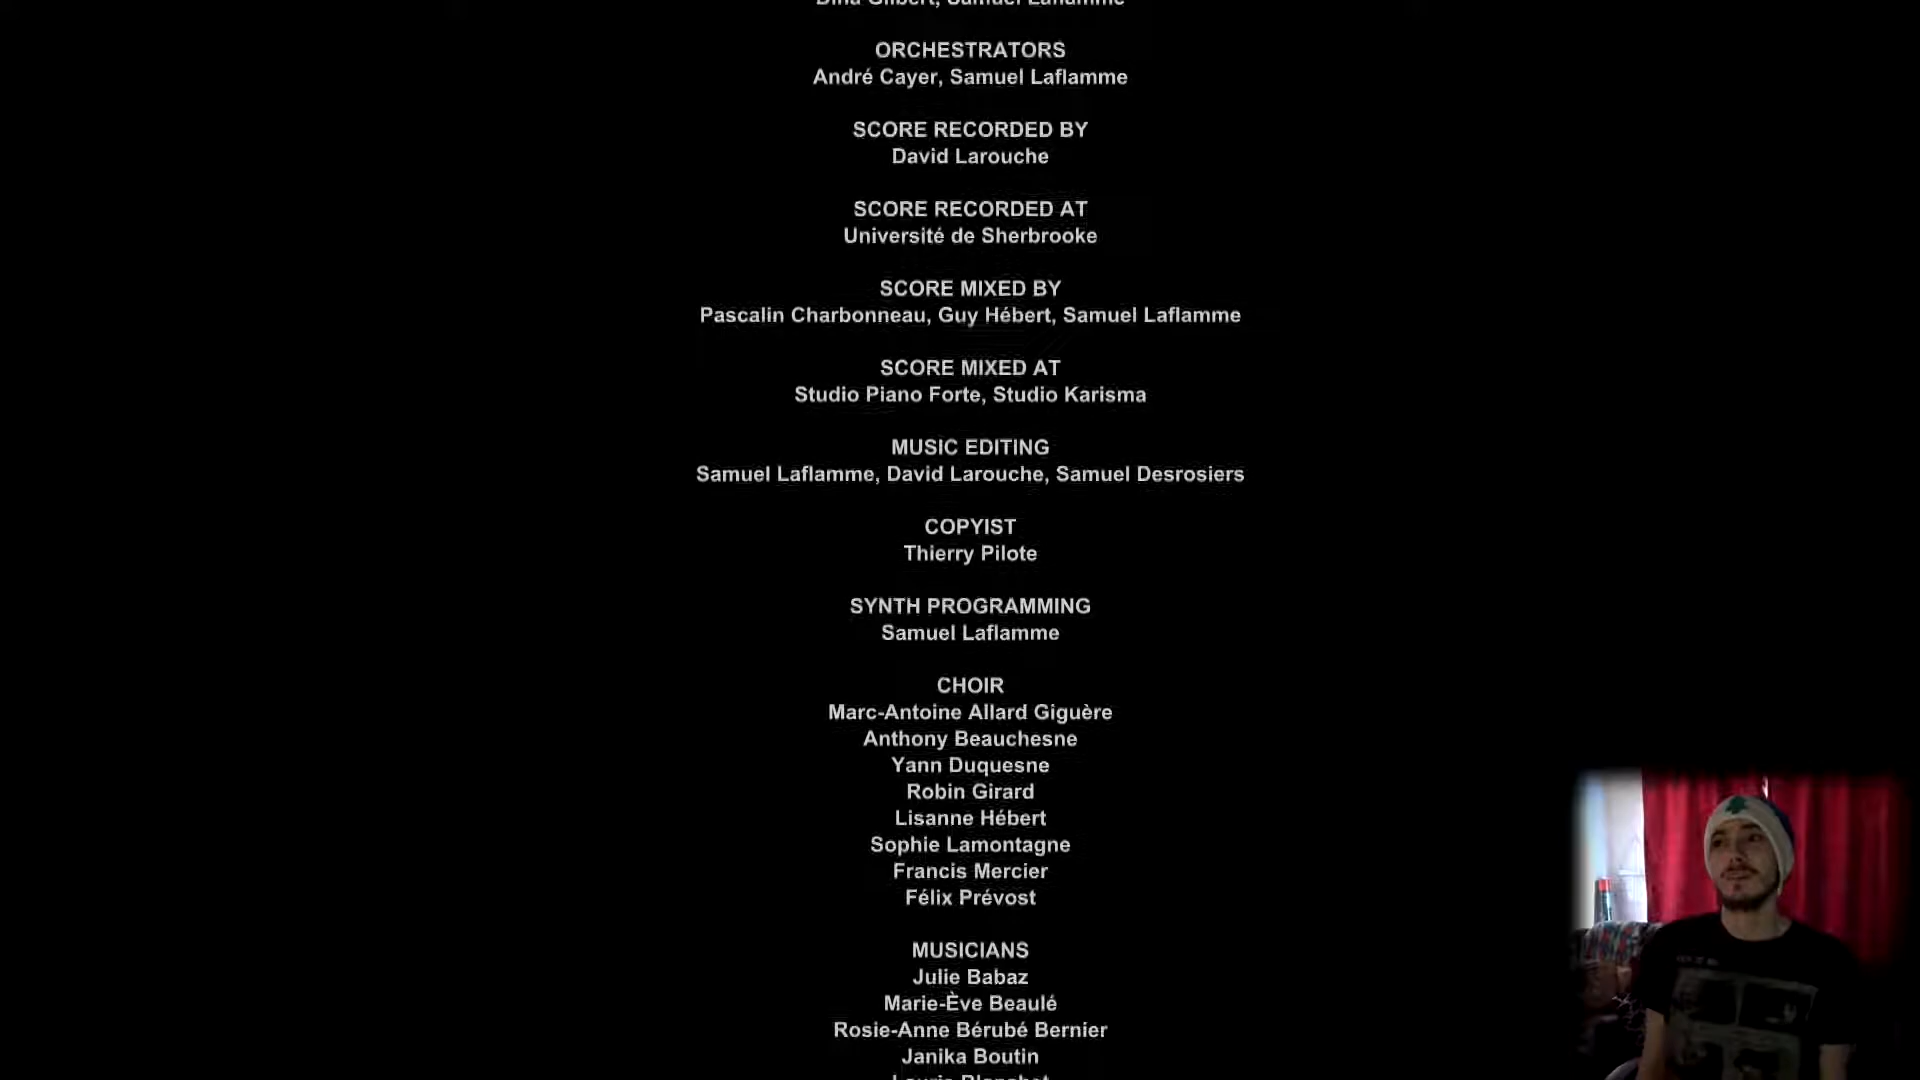 Dina Gilbert, Samuel Laflamme
ORCHESTRATORS
André Cayer, Samuel Laflamme
SCORE RECORDED BY
David Larouche
SCORE RECORDED AT
Université de Sherbrooke
SCORE MIXED BY
Pascalin Charbonneau, Guy Hébert, Samuel Laflamme
SCORE MIXED AT
Studio Piano Forte, Studio Karisma
MUSIC EDITING
Samuel Laflamme, David Larouche, Samuel Desrosiers
COPYIST
Thierry Pilote
SYNTH PROGRAMMING
Samuel Laflamme
CHOIR
Marc-Antoine Allard Giguère
Anthony Beauchesne
Yann Duquesne
Robin Girard
Lisanne Hébert
Sophie Lamontagne
Francis Mercier
Félix Prévost
MUSICIANS
Julie Babaz
Marie-Ève Beaulé
Rosie-Anne Bérubé Bernier
Janika Boutin